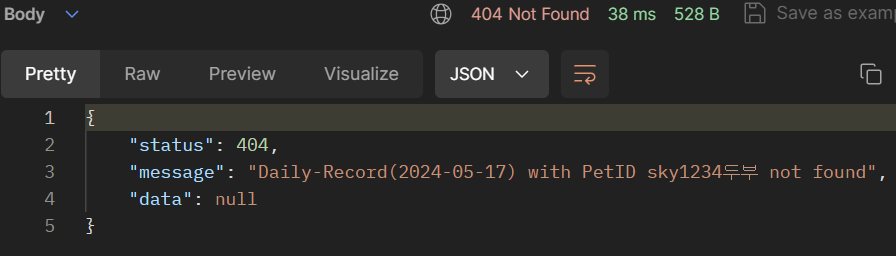 Body 404 Not Found 38 ms 528 B Save as examp
Pretty Raw Preview Visualize JSON
1 {
2 "status": 404,
3 "message": "Daily-Record(2024-05-17) with PetID sky1234두부 not found",
4 "data": null
5 }